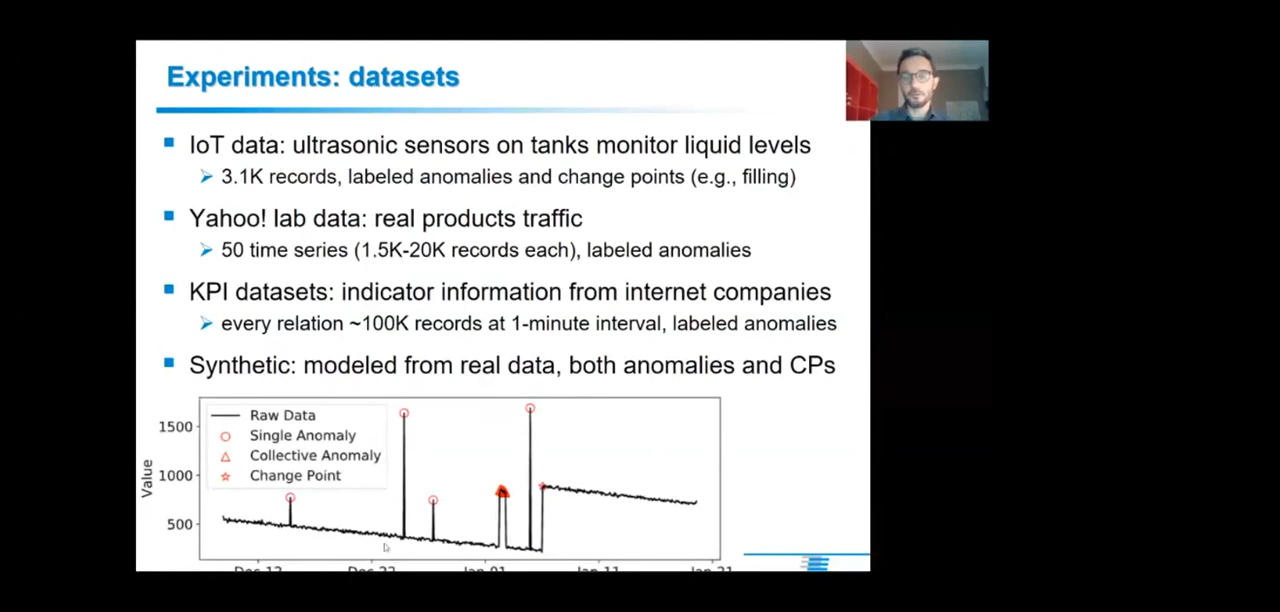 Experiments: datasets
IoT data: ultrasonic sensors on tanks monitor liquid levels
3.1K records, labeled anomalies and change points (e.g., filling)
Yahoo! lab data: real products traffic
50 time series (1.5K-20K records each), labeled anomalies
KPI datasets: indicator information from internet companies
every relation ~100K records at 1-minute interval, labeled anomalies
Synthetic: modeled from real data, both anomalies and CPs
Raw Data
Single Anomaly
Collective Anomaly
Change Point
Value
1500
1000
500
Dec-12 Dec-22 Jan-01 Jan-11 Jan-21